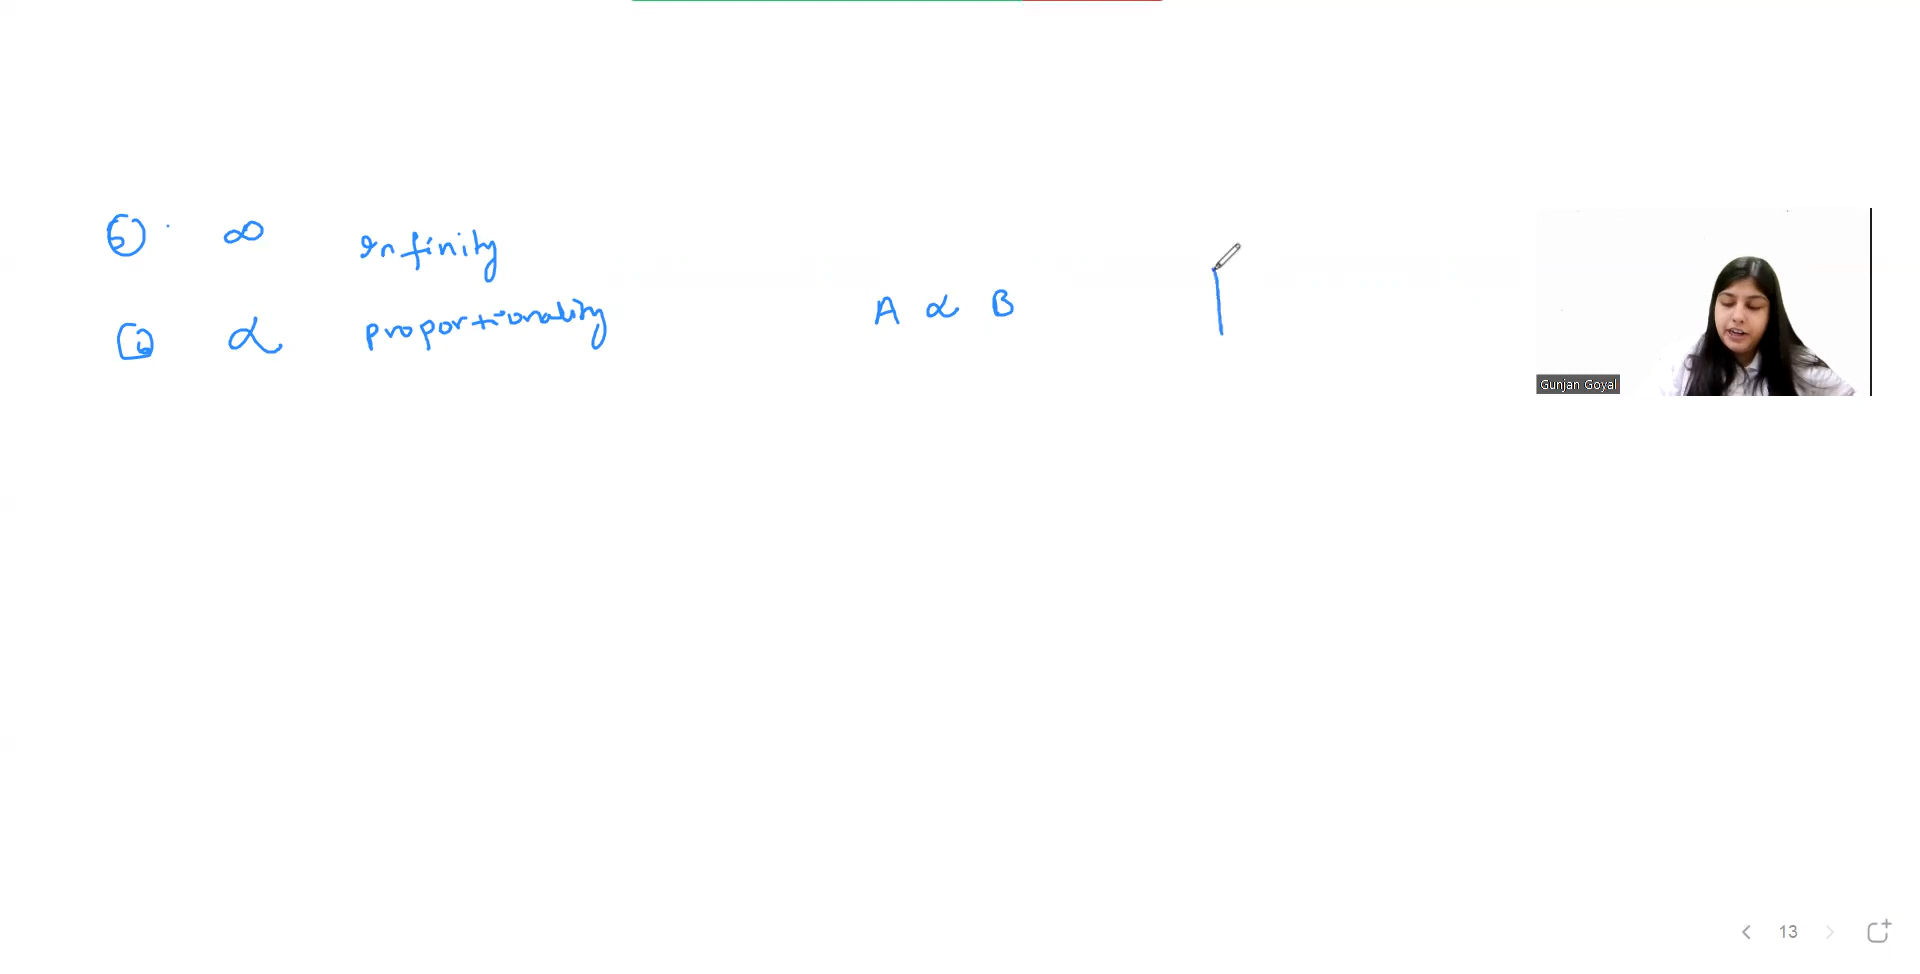 5 ∞ Infinity
6 ∝ proportionality A ∝ B
Gunjan Goyal
13